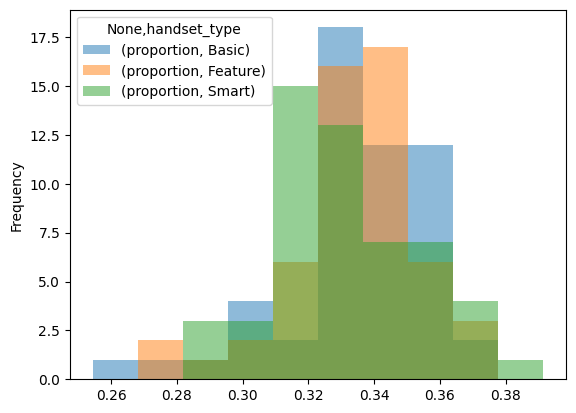 None,handset_type
(proportion, Basic)
(proportion, Feature)
(proportion, Smart)
Frequency
17.5
15.0
12.5
10.0
7.5
5.0
2.5
0.0
0.26 0.28 0.30 0.32 0.34 0.36 0.38